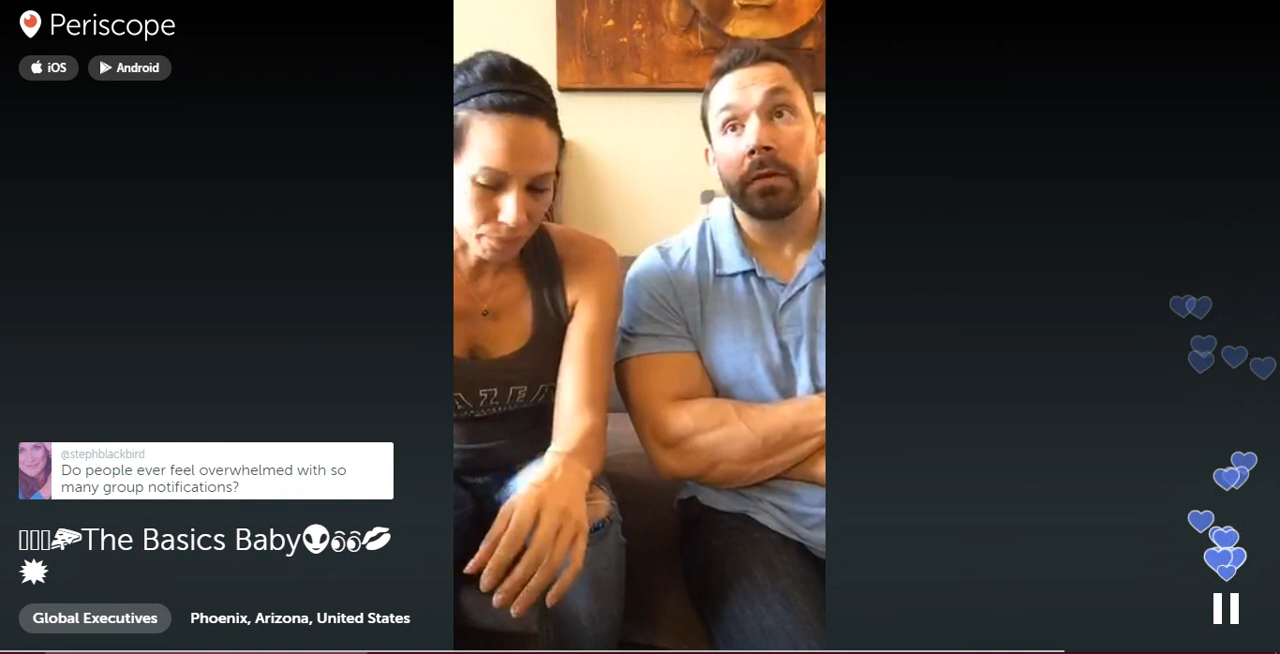 Periscope
iOS
Android
AZEA
@stephblackbird
Do people ever feel overwhelmed with so
many group notifications?
The Basics Baby
Global Executives
Phoenix, Arizona, United States